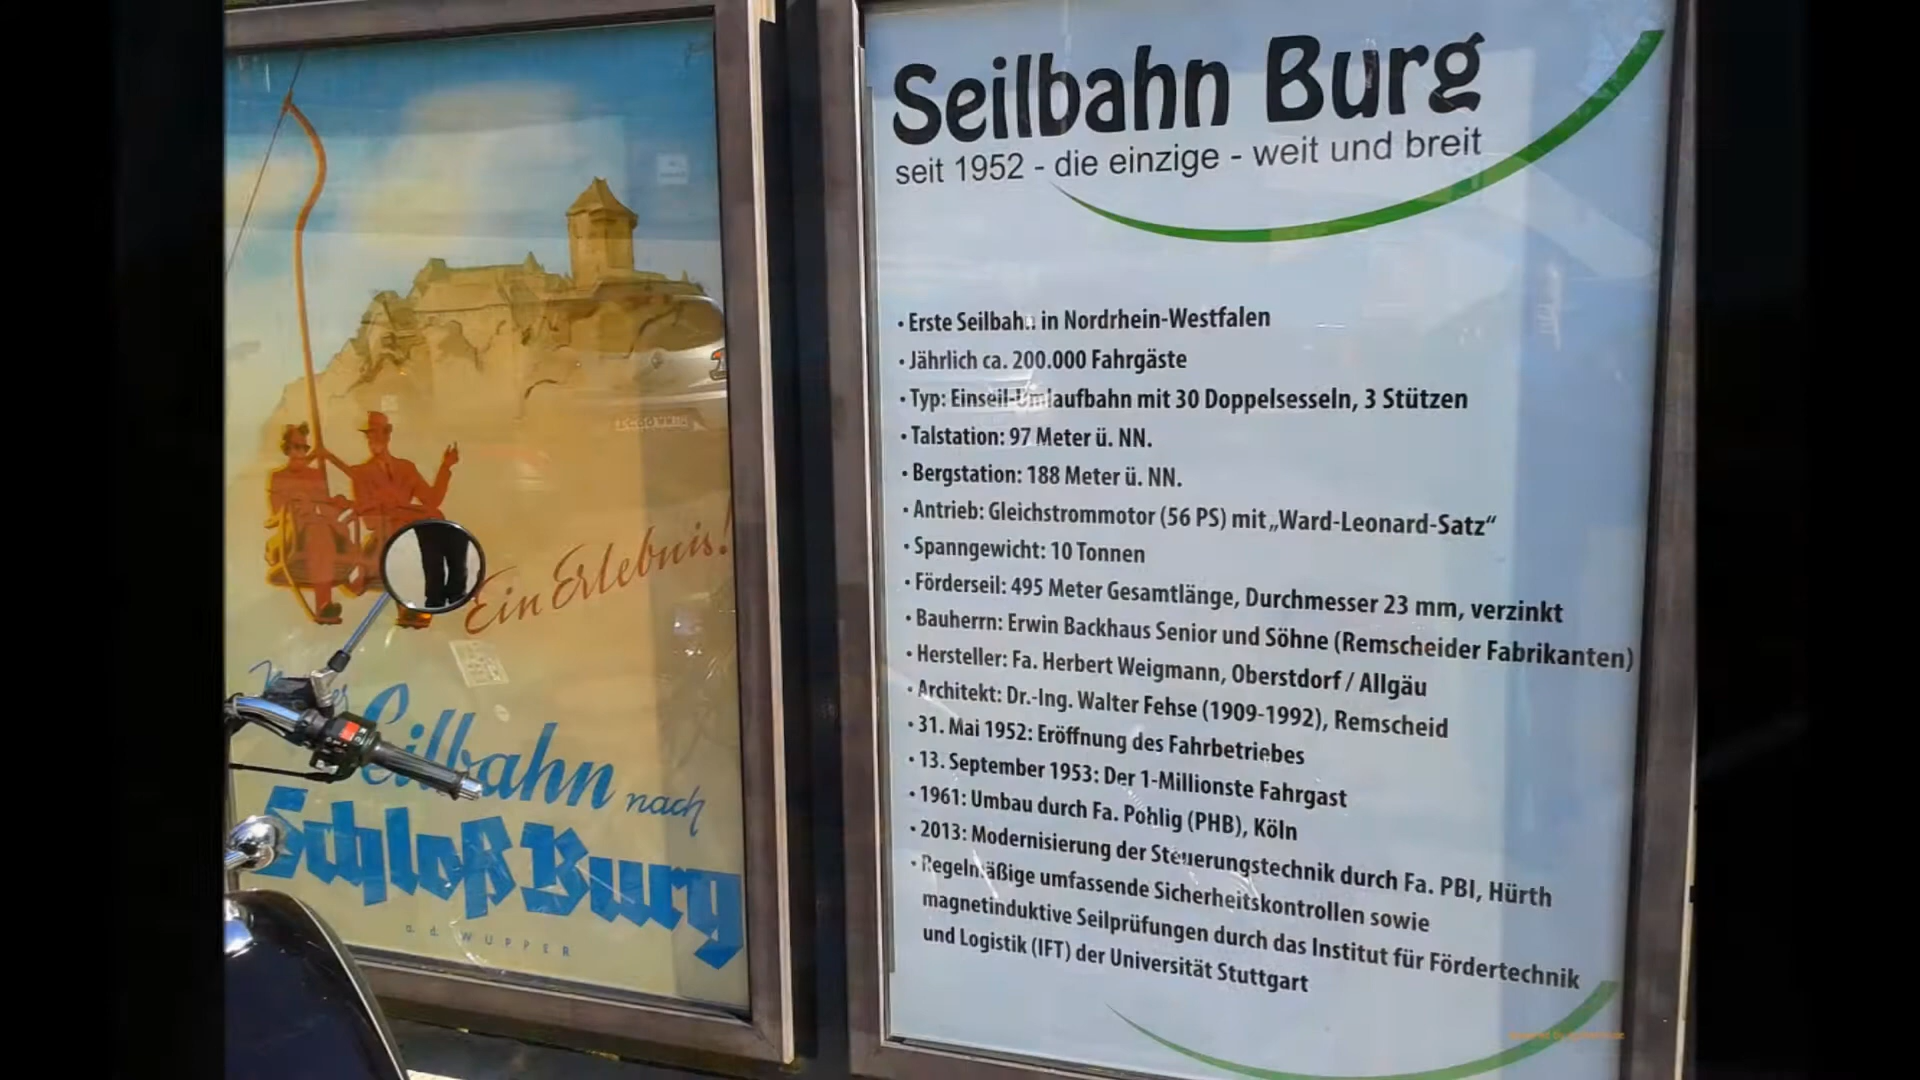 Ein Erlebnis!
Seilbahn nach
Schloß Burg
a. d. WUPPER
Seilbahn Burg
seit 1952 - die einzige - weit und breit
• Erste Seilbahn in Nordrhein-Westfalen
• Jährlich ca. 200.000 Fahrgäste
• Typ: Einseil-Umlaufbahn mit 30 Doppelsesseln, 3 Stützen
• Talstation: 97 Meter ü. NN.
• Bergstation: 188 Meter ü. NN.
• Antrieb: Gleichstrommotor (56 PS) mit „Ward-Leonard-Satz“
• Spanngewicht: 10 Tonnen
• Förderseil: 495 Meter Gesamtlänge, Durchmesser 23 mm, verzinkt
• Bauherrn: Erwin Backhaus Senior und Söhne (Remscheider Fabrikanten)
• Hersteller: Fa. Herbert Weigmann, Oberstdorf / Allgäu
• Architekt: Dr.-Ing. Walter Fehse (1909-1992), Remscheid
• 31. Mai 1952: Eröffnung des Fahrbetriebes
• 13. September 1953: Der 1-Millionste Fahrgast
• 1961: Umbau durch Fa. Pohlig (PHB), Köln
• 2013: Modernisierung der Steuerungstechnik durch Fa. PBI, Hürth
• Regelmäßige umfassende Sicherheitskontrollen sowie
magnetinduktive Seilprüfungen durch das Institut für Fördertechnik
und Logistik (IFT) der Universität Stuttgart